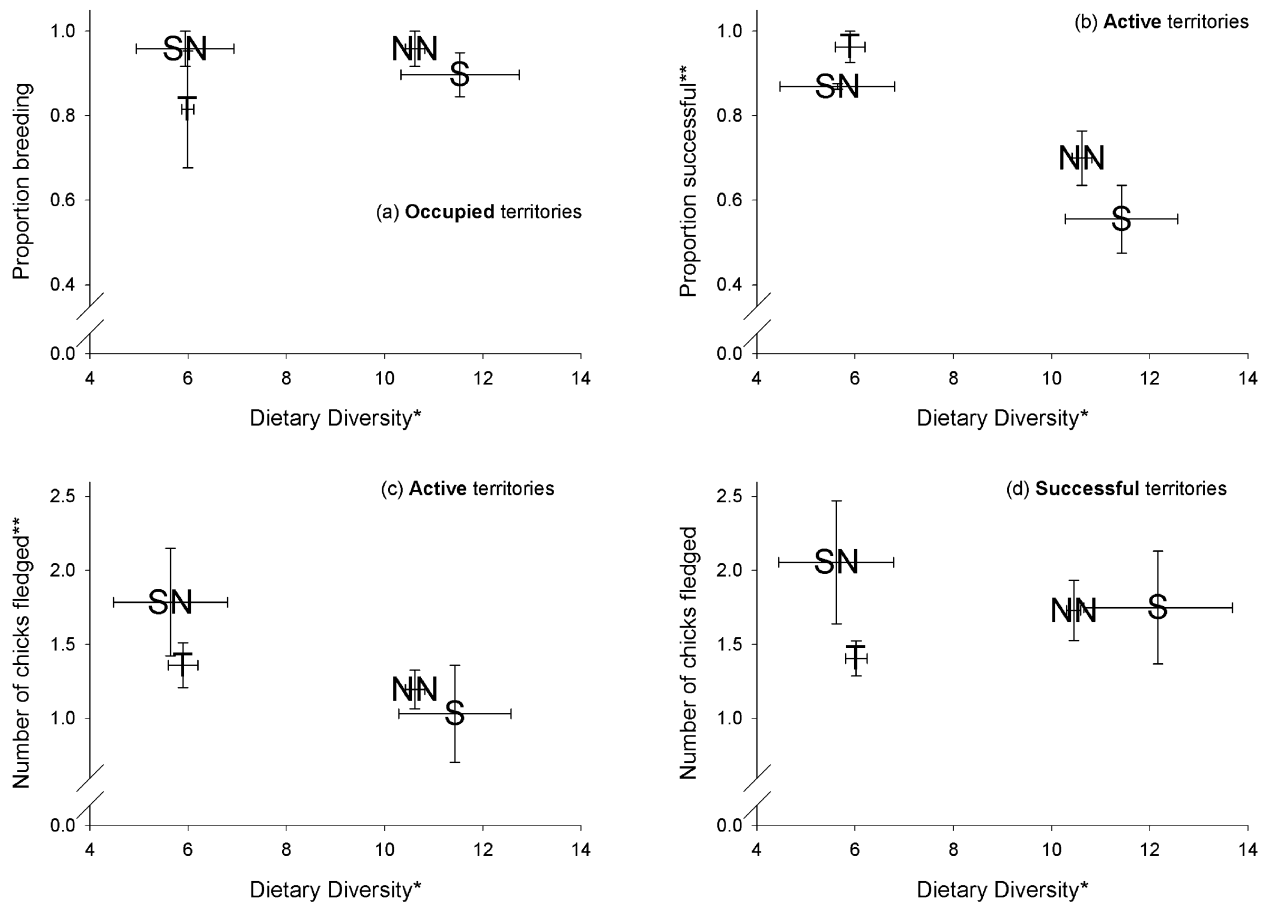 1.0
0.8
0.6
0.4
0.0
4 6 8 10 12 14
Proportion breeding
Dietary Diversity*
SN
T
NN
S
(a) Occupied territories
1.0
0.8
0.6
0.4
0.0
4 6 8 10 12 14
Proportion successful**
Dietary Diversity*
(b) Active territories
T
SN
NN
S
2.5
2.0
1.5
1.0
0.0
4 6 8 10 12 14
Number of chicks fledged**
Dietary Diversity*
(c) Active territories
SN
T
NN
S
2.5
2.0
1.5
1.0
0.0
4 6 8 10 12 14
Number of chicks fledged
Dietary Diversity*
(d) Successful territories
SN
T
NN
S